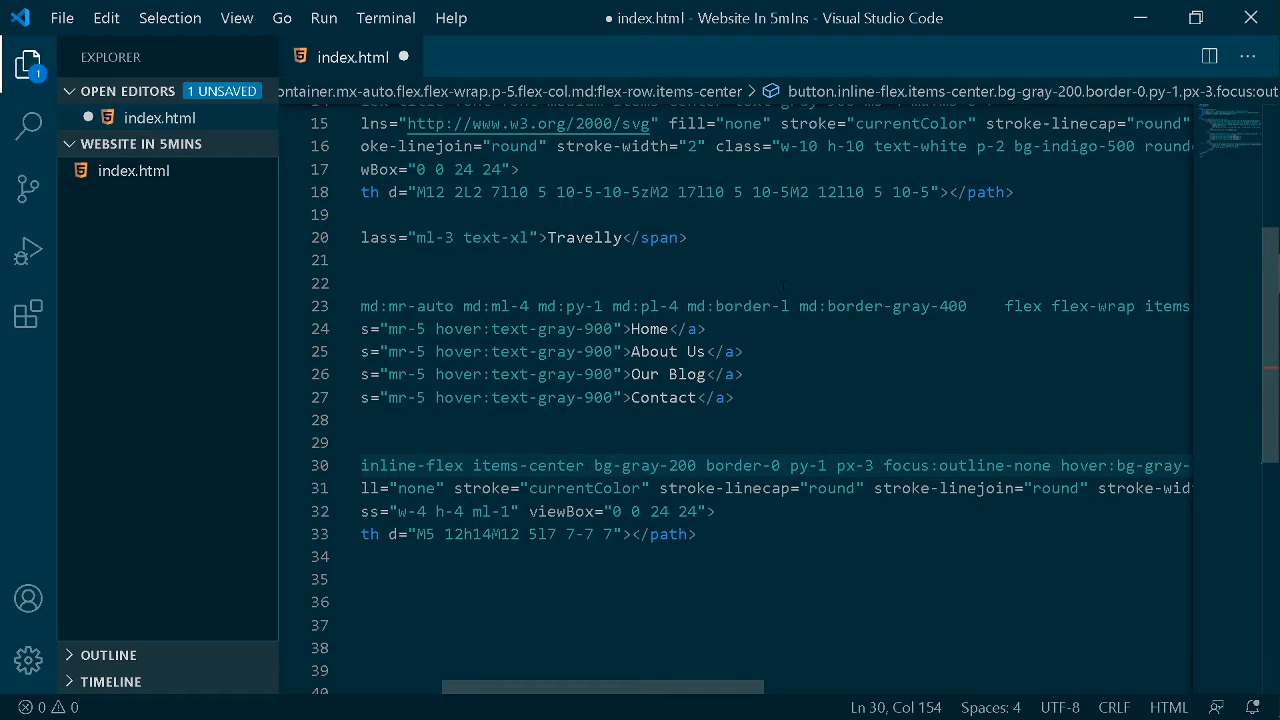 File Edit Selection View Go Run Terminal Help
● index.html - Website In 5mIns - Visual Studio Code
EXPLORER
index.html
OPEN EDITORS 1 UNSAVED
index.html
WEBSITE IN 5MINS
index.html
OUTLINE
TIMELINE
1
ontainer.mx-auto.flex.flex-wrap.p-5.flex-col.md:flex-row.items-center > button.inline-flex.items-center.bg-gray-200.border-0.py-1.px-3.focus:out
15 lns="http://www.w3.org/2000/svg" fill="none" stroke="currentColor" stroke-linecap="round"
16 oke-linejoin="round" stroke-width="2" class="w-10 h-10 text-white p-2 bg-indigo-500 rounde
17 wBox="0 0 24 24">
18 th d="M12 2L2 7l10 5 10-5-10-5zM2 17l10 5 10-5M2 12l10 5 10-5"></path>
19
20 lass="ml-3 text-xl">Travelly</span>
21
22
23 md:mr-auto md:ml-4 md:py-1 md:pl-4 md:border-l md:border-gray-400 flex flex-wrap items
24 s="mr-5 hover:text-gray-900">Home</a>
25 s="mr-5 hover:text-gray-900">About Us</a>
26 s="mr-5 hover:text-gray-900">Our Blog</a>
27 s="mr-5 hover:text-gray-900">Contact</a>
28
29
30 inline-flex items-center bg-gray-200 border-0 py-1 px-3 focus:outline-none hover:bg-gray-
31 ll="none" stroke="currentColor" stroke-linecap="round" stroke-linejoin="round" stroke-widt
32 ss="w-4 h-4 ml-1" viewBox="0 0 24 24">
33 th d="M5 12h14M12 5l7 7-7 7"></path>
34
35
36
37
38
39
40
0 0 Ln 30, Col 154 Spaces: 4 UTF-8 CRLF HTML